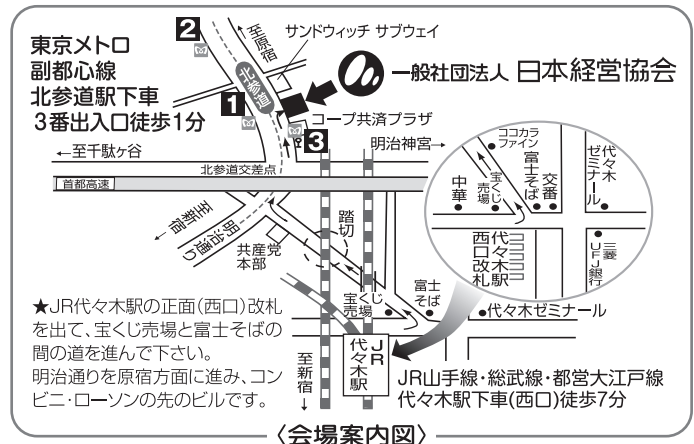 東京メトロ
副都心線
北参道駅下車
3番出入口徒歩1分
2
至原宿
サンドウィッチ サブウェイ
北参道
一般社団法人 日本経営協会
1
コープ共済プラザ
3
←至千駄ヶ谷
明治神宮→
北参道交差点
首都高速
至新宿
明治通り
共産党
本部
踏切
ココカラ
ファイン
中華
宝くじ
売場
富士そば
交番
代々木
ゼミナール
代々木駅
西口改札
三菱
UFJ銀行
宝くじ
売場
富士
そば
代々木ゼミナール
★JR代々木駅の正面(西口)改札
を出て、宝くじ売場と富士そばの
間の道を進んで下さい。
明治通りを原宿方面に進み、コン
ビニ・ローソンの先のビルです。
至新宿
JR
代々木駅
JR山手線・総武線・都営大江戸線
代々木駅下車(西口)徒歩7分
〈会場案内図〉